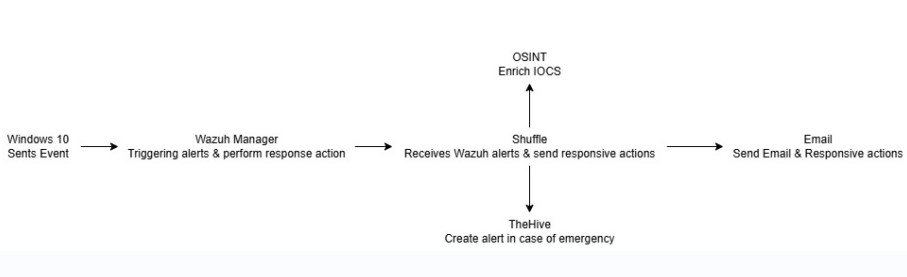 OSINT
Enrich IOCS
Windows 10
Sents Event
Wazuh Manager
Triggering alerts & perform response action
Shuffle
Receives Wazuh alerts & send responsive actions
Email
Send Email & Responsive actions
TheHive
Create alert in case of emergency